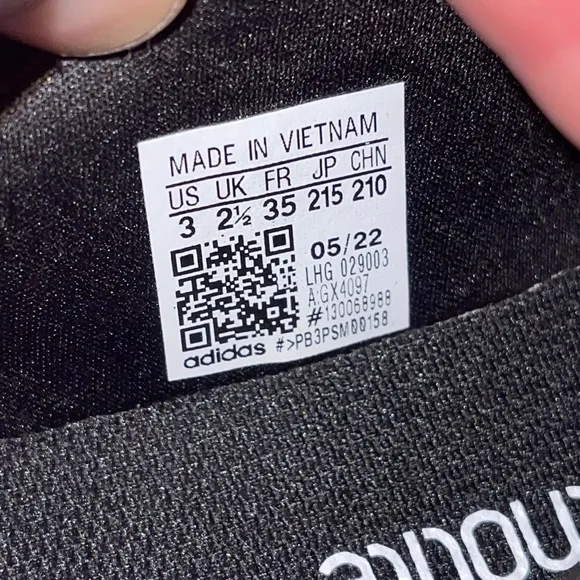 MADE IN VIETNAM
US UK FR JP CHN
3 2½ 35 215 210
05/22
LHG 029003
A:GX4097
#130068988
adidas #>PB3PSM00158